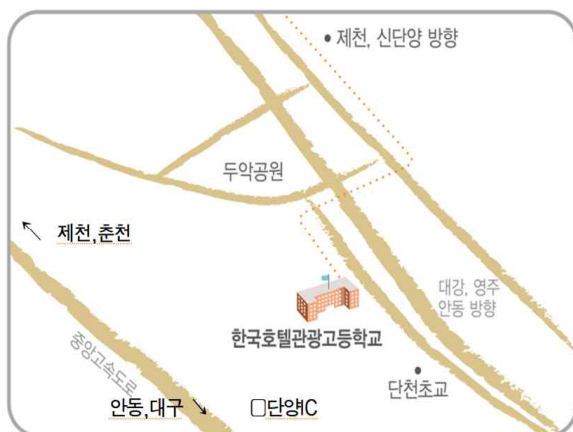 제천, 신단양 방향
두악공원
제천,춘천
대강, 영주
안동 방향
한국호텔관광고등학교
중앙고속도로
단천초교
안동,대구
단양IC